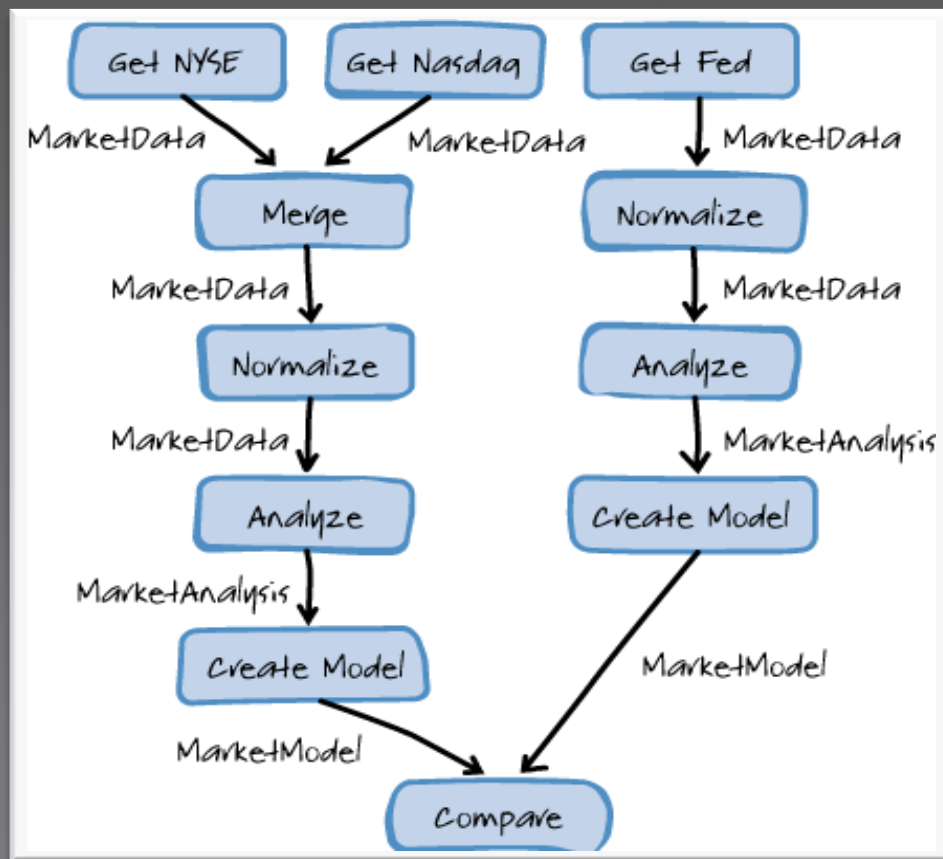 Get NYSE
Get Nasdaq
Get Fed
MarketData
MarketData
MarketData
Merge
Normalize
MarketData
MarketData
Normalize
Analyze
MarketData
MarketAnalysis
Analyze
Create Model
MarketAnalysis
Create Model
MarketModel
MarketModel
Compare